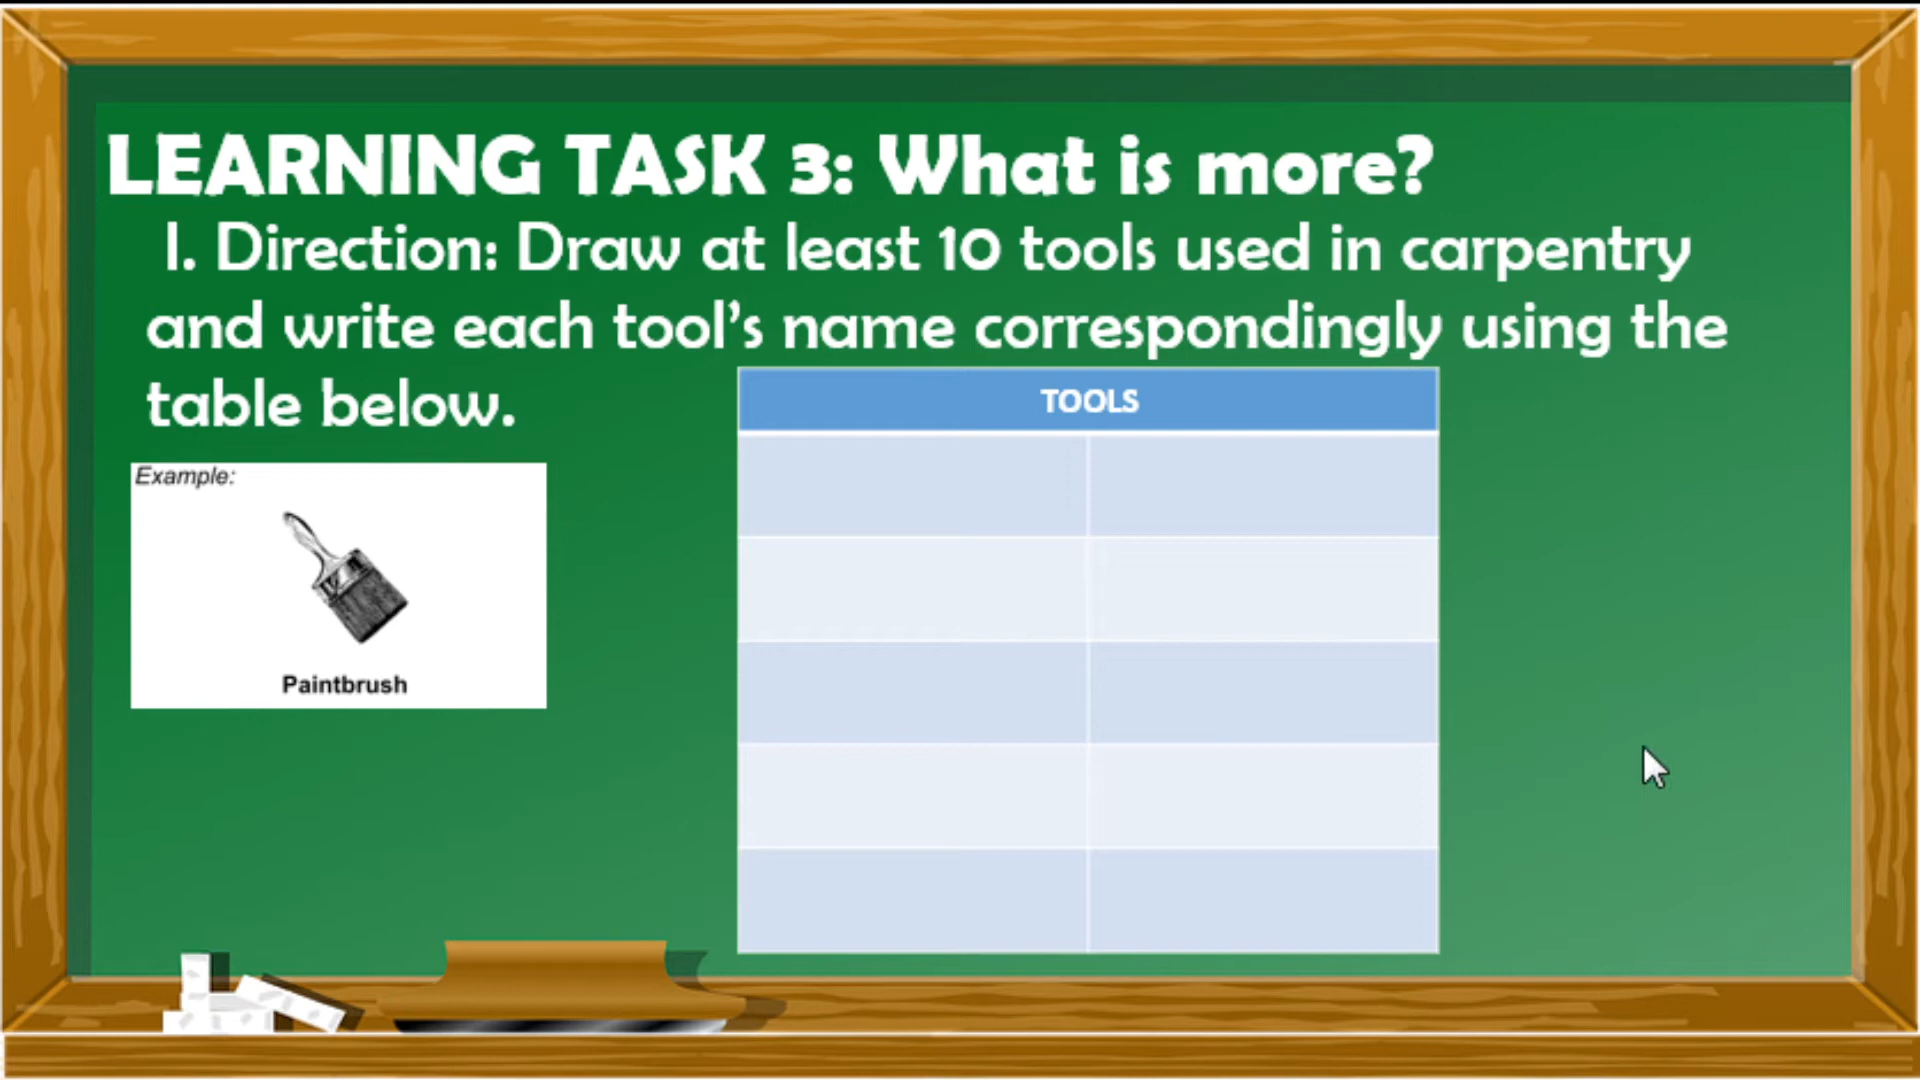 LEARNING TASK 3: What is more?
I. Direction: Draw at least 10 tools used in carpentry
and write each tool's name correspondingly using the
table below.
TOOLS
Example:
Paintbrush